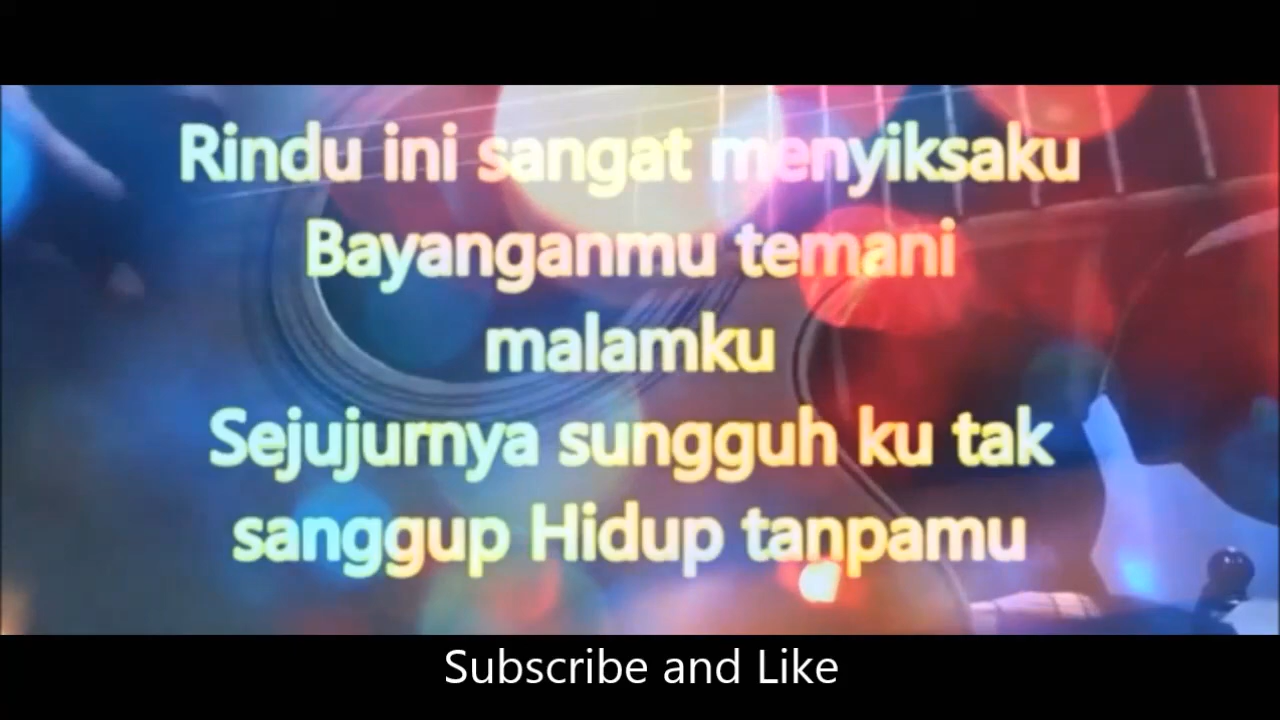 Rindu ini sangat menyiksaku
Bayanganmu temani
malamku
Sejujurnya sungguh ku tak
sanggup Hidup tanpamu
Subscribe and Like